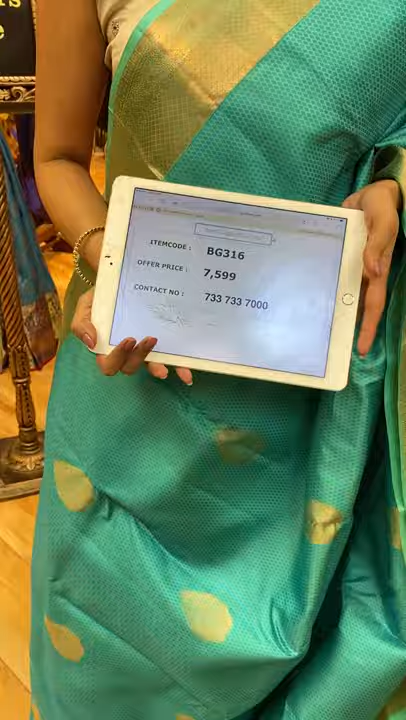 ITEMCODE : BG316
OFFER PRICE : 7,599
CONTACT NO : 733 733 7000